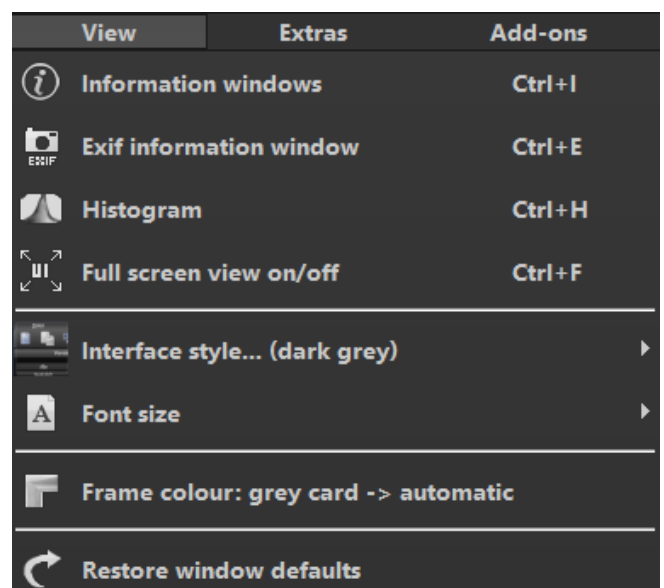 View Extras Add-ons
Information windows Ctrl+I
EXIF Exif information window Ctrl+E
Histogram Ctrl+H
UI Full screen view on/off Ctrl+F
Interface style... (dark grey)
A Font size
Frame colour: grey card -> automatic
Restore window defaults